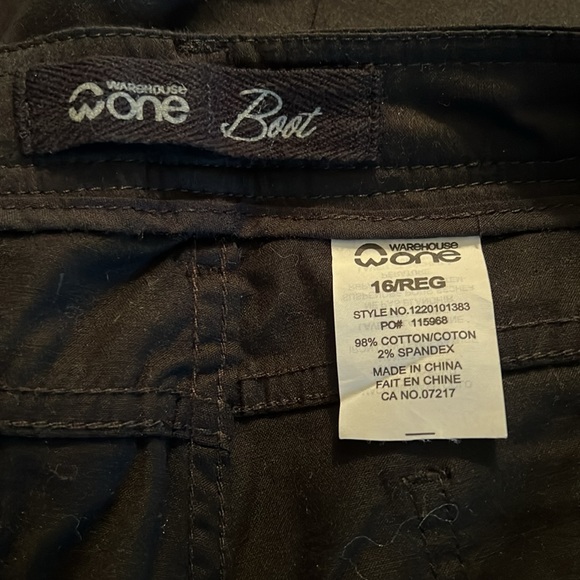 WAREHOUSE
one
Boot
WAREHOUSE
one
16/REG
STYLE NO.1220101383
PO# 115968
98% COTTON/COTON
2% SPANDEX
MADE IN CHINA
FAIT EN CHINE
CA NO.07217